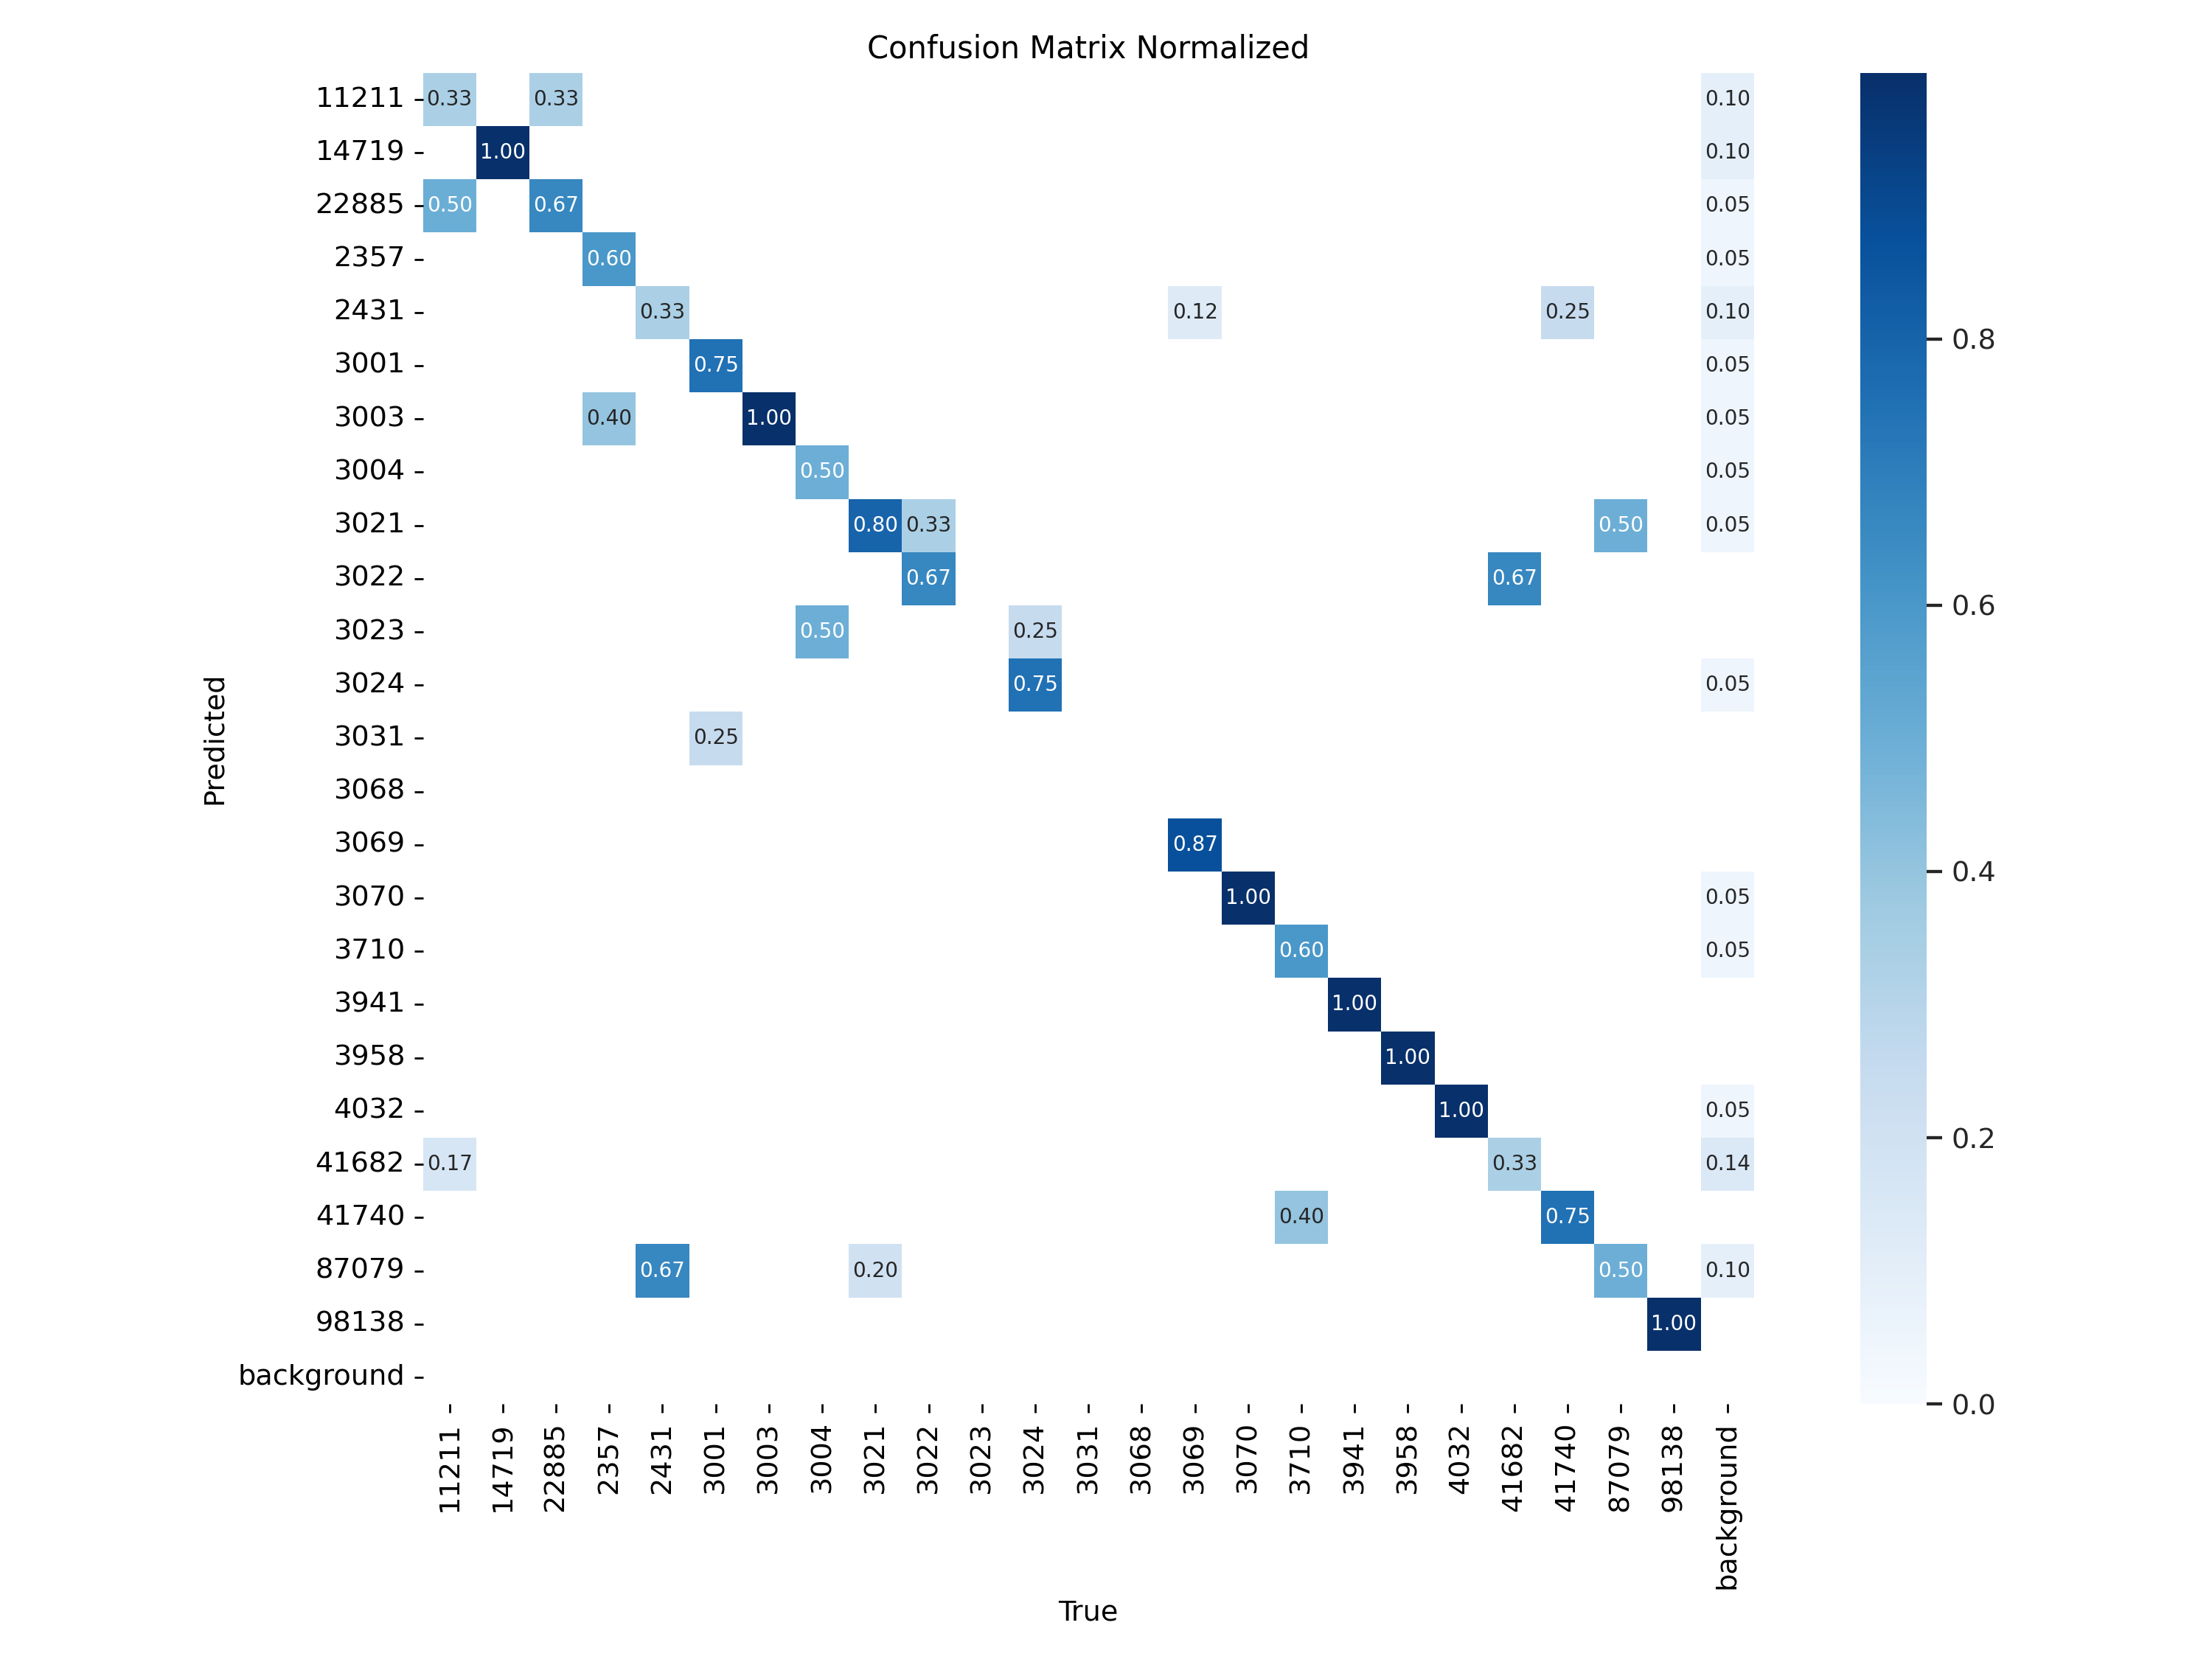 Confusion Matrix Normalized
11211 0.33 0.33 0.10
14719 1.00 0.10
22885 0.50 0.67 0.05
2357 0.60 0.05
2431 0.33 0.12 0.25 0.10
3001 0.75 0.05
3003 0.40 1.00 0.05
3004 0.50 0.05
3021 0.80 0.33 0.50 0.05
3022 0.67 0.67
3023 0.50 0.25
3024 0.75 0.05
3031 0.25
3068
3069 0.87
3070 1.00 0.05
3710 0.60 0.05
3941 1.00
3958 1.00
4032 1.00 0.05
41682 0.17 0.33 0.14
41740 0.40 0.75
87079 0.67 0.20 0.50 0.10
98138 1.00
background
Predicted
11211 14719 22885 2357 2431 3001 3003 3004 3021 3022 3023 3024 3031 3068 3069 3070 3710 3941 3958 4032 41682 41740 87079 98138 background
True
0.8
0.6
0.4
0.2
0.0